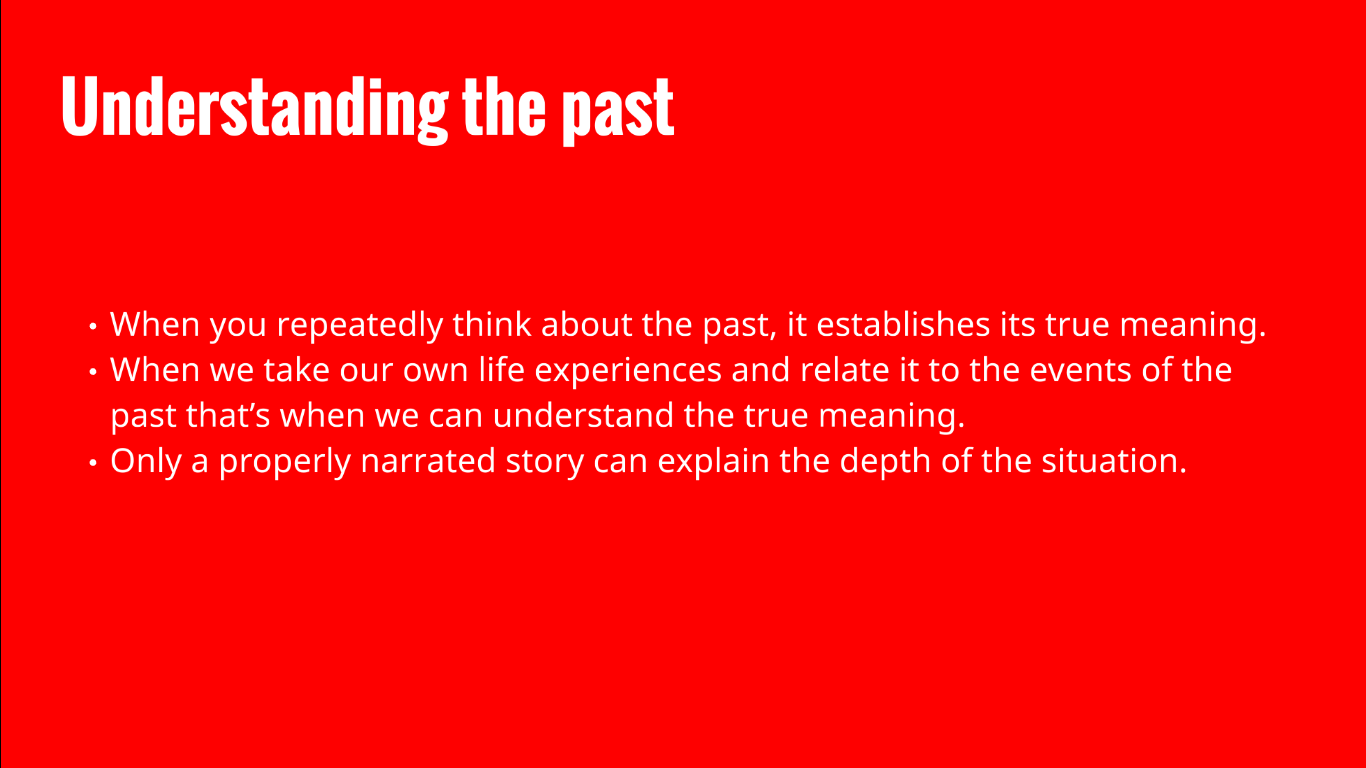 Understanding the past
• When you repeatedly think about the past, it establishes its true meaning.
• When we take our own life experiences and relate it to the events of the
past that’s when we can understand the true meaning.
• Only a properly narrated story can explain the depth of the situation.